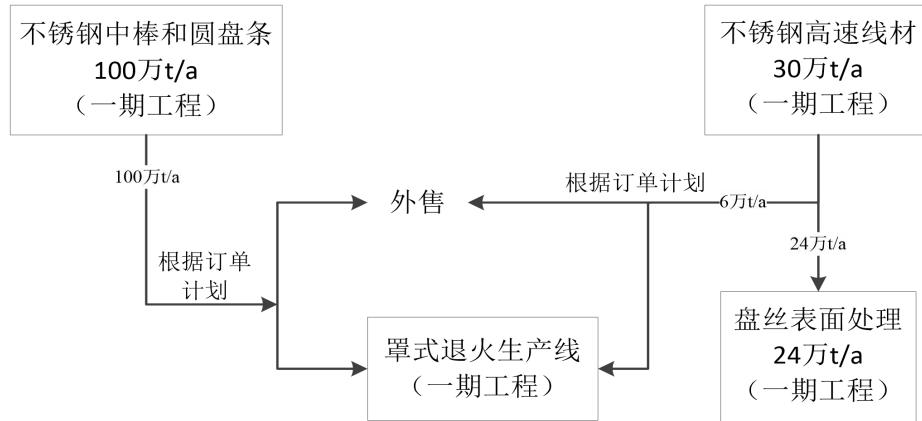 不锈钢中棒和圆盘条
100万t/a
（一期工程）
不锈钢高速线材
30万t/a
（一期工程）
100万t/a
根据订单
计划
外售
根据订单计划
6万t/a
24万t/a
罩式退火生产线
（一期工程）
盘丝表面处理
24万t/a
（一期工程）